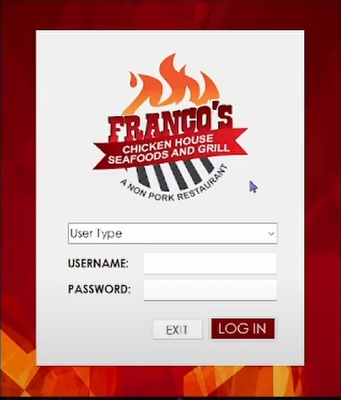 FRANCO'S
CHICKEN HOUSE
SEAFOODS AND GRILL
A NON PORK RESTAURANT
User Type
USERNAME:
PASSWORD:
EXIT
LOG IN